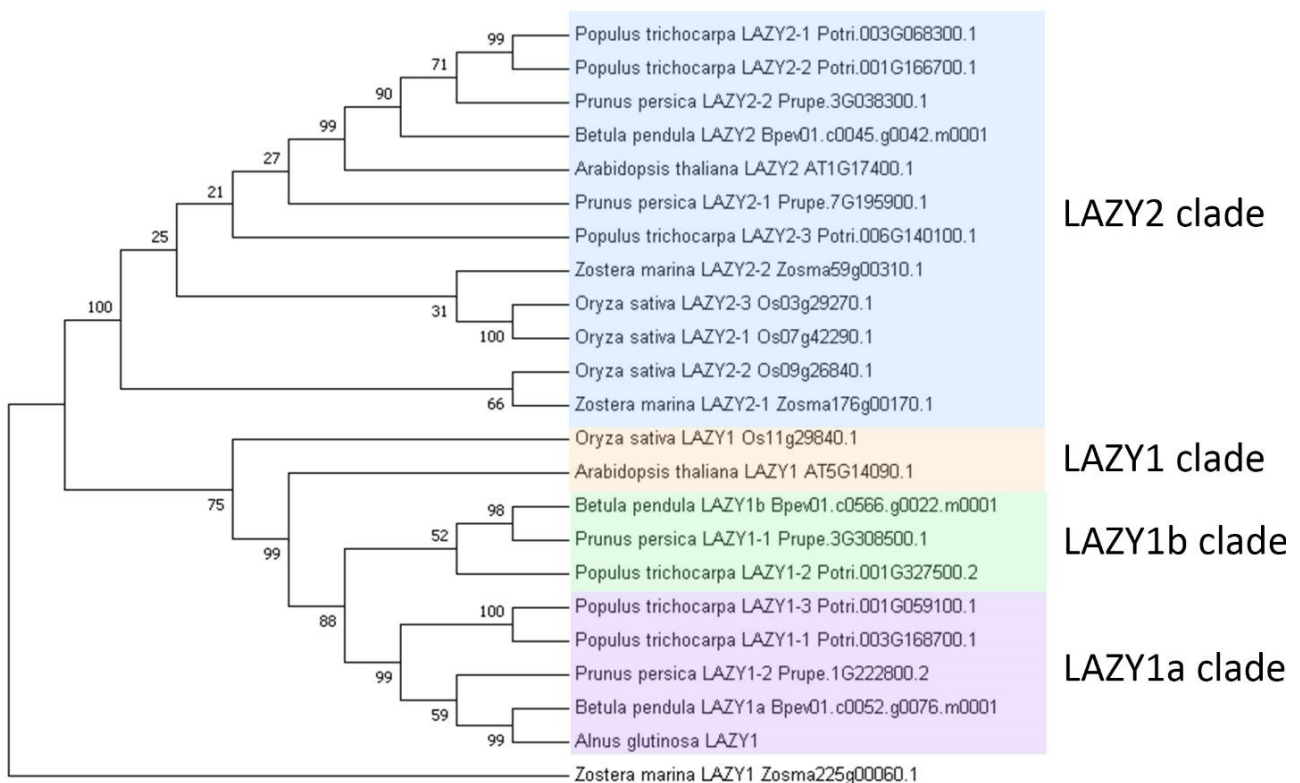 Populus trichocarpa LAZY2-1 Potri.003G068300.1
99
Populus trichocarpa LAZY2-2 Potri.001G166700.1
71
Prunus persica LAZY2-2 Prupe.3G038300.1
90
Betula pendula LAZY2 Bpev01.c0045.g0042.m0001
99
Arabidopsis thaliana LAZY2 AT1G17400.1
27
Prunus persica LAZY2-1 Prupe.7G195900.1
21
LAZY2 clade
Populus trichocarpa LAZY2-3 Potri.006G140100.1
25
Zostera marina LAZY2-2 Zosma59g00310.1
Oryza sativa LAZY2-3 Os03g29270.1
31
100
Oryza sativa LAZY2-1 Os07g42290.1
100
Oryza sativa LAZY2-2 Os09g26840.1
66
Zostera marina LAZY2-1 Zosma176g00170.1
Oryza sativa LAZY1 Os11g29840.1
LAZY1 clade
Arabidopsis thaliana LAZY1 AT5G14090.1
75
Betula pendula LAZY1b Bpev01.c0566.g0022.m0001
98
Prunus persica LAZY1-1 Prupe.3G308500.1
52
LAZY1b clade
99
Populus trichocarpa LAZY1-2 Potri.001G327500.2
Populus trichocarpa LAZY1-3 Potri.001G059100.1
100
88
Populus trichocarpa LAZY1-1 Potri.003G168700.1
LAZY1a clade
99
Prunus persica LAZY1-2 Prupe.1G222800.2
Betula pendula LAZY1a Bpev01.c0052.g0076.m0001
59
99
Alnus glutinosa LAZY1
Zostera marina LAZY1 Zosma225g00060.1